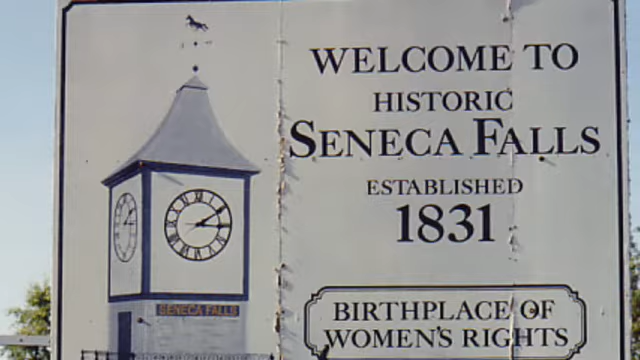 WELCOME TO
HISTORIC
SENECA FALLS
ESTABLISHED
1831
BIRTHPLACE OF
WOMEN'S RIGHTS
SENECA FALLS